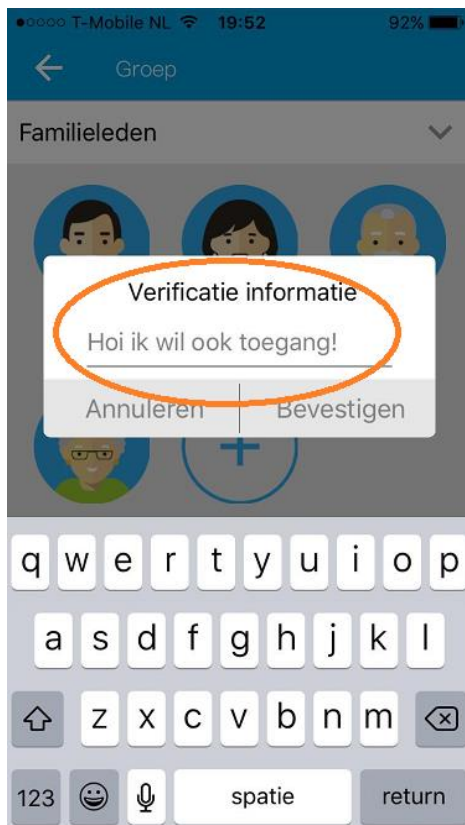 T-Mobile NL 19:52 92%
Groep
Familieleden
Verificatie informatie
Hoi ik wil ook toegang!
Annuleren Bevestigen
q w e r t y u i o p
a s d f g h j k l
z x c v b n m
123 spatie return